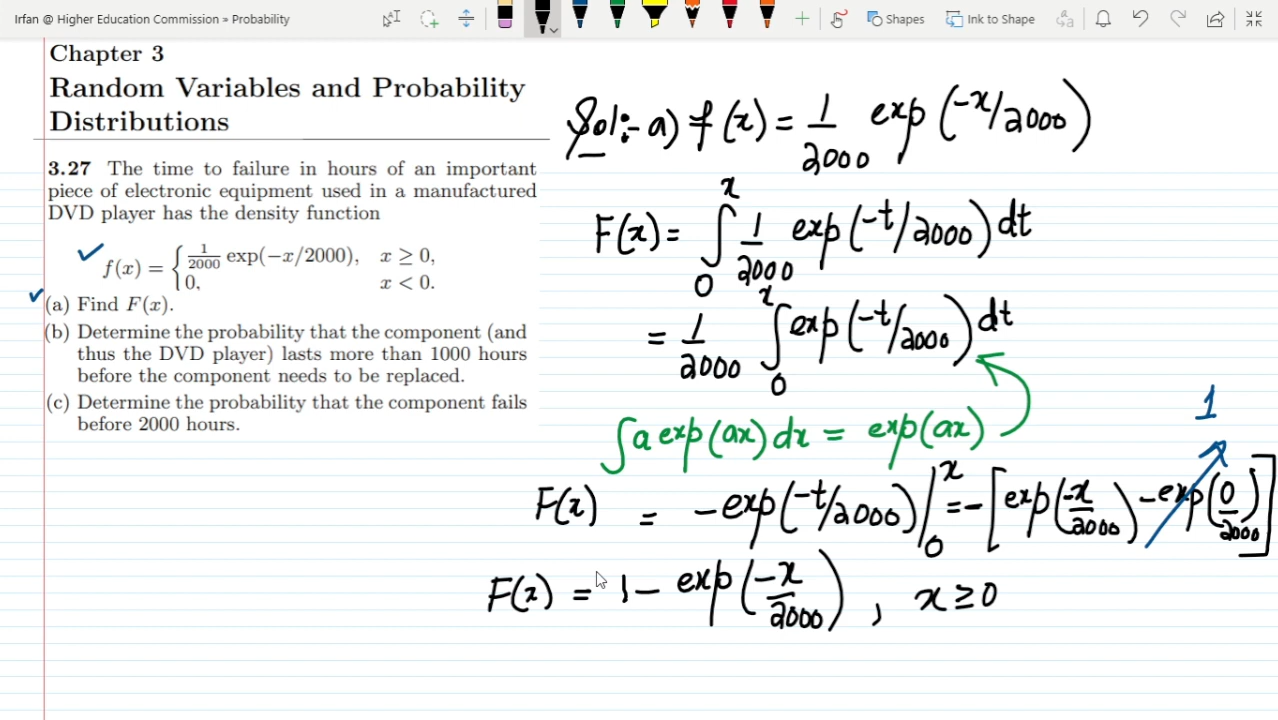 Irfan @ Higher Education Commission » Probability
Shapes
Ink to Shape
Chapter 3
Random Variables and Probability
Distributions
3.27 The time to failure in hours of an important
piece of electronic equipment used in a manufactured
DVD player has the density function
f(x) = { 1/2000 exp(−x/2000), x ≥ 0,
0, x < 0.
(a) Find F(x).
(b) Determine the probability that the component (and
thus the DVD player) lasts more than 1000 hours
before the component needs to be replaced.
(c) Determine the probability that the component fails
before 2000 hours.
Sol:- a) f(x) = 1/2000 exp(-x/2000)
F(x) = ∫₀ˣ 1/2000 exp(-t/2000) dt
= 1/2000 ∫₀ˣ exp(-t/2000) dt
∫a exp(ax) dx = exp(ax)
1
F(x) = -exp(-t/2000)|₀ˣ = -[exp(-x/2000) - exp(0/2000)]
F(x) = 1 - exp(-x/2000), x ≥ 0